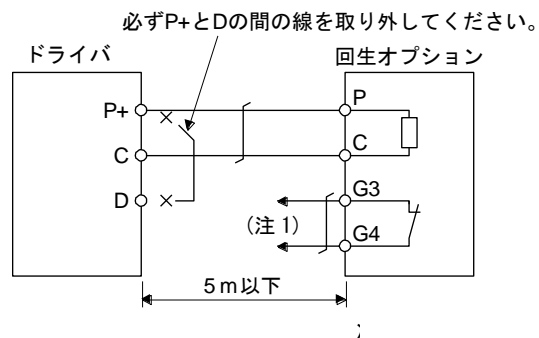 必ずP+とDの間の線を取り外してください。
ドライバ
回生オプション
P+
P
C
C
D
G3
(注1)
G4
5m以下